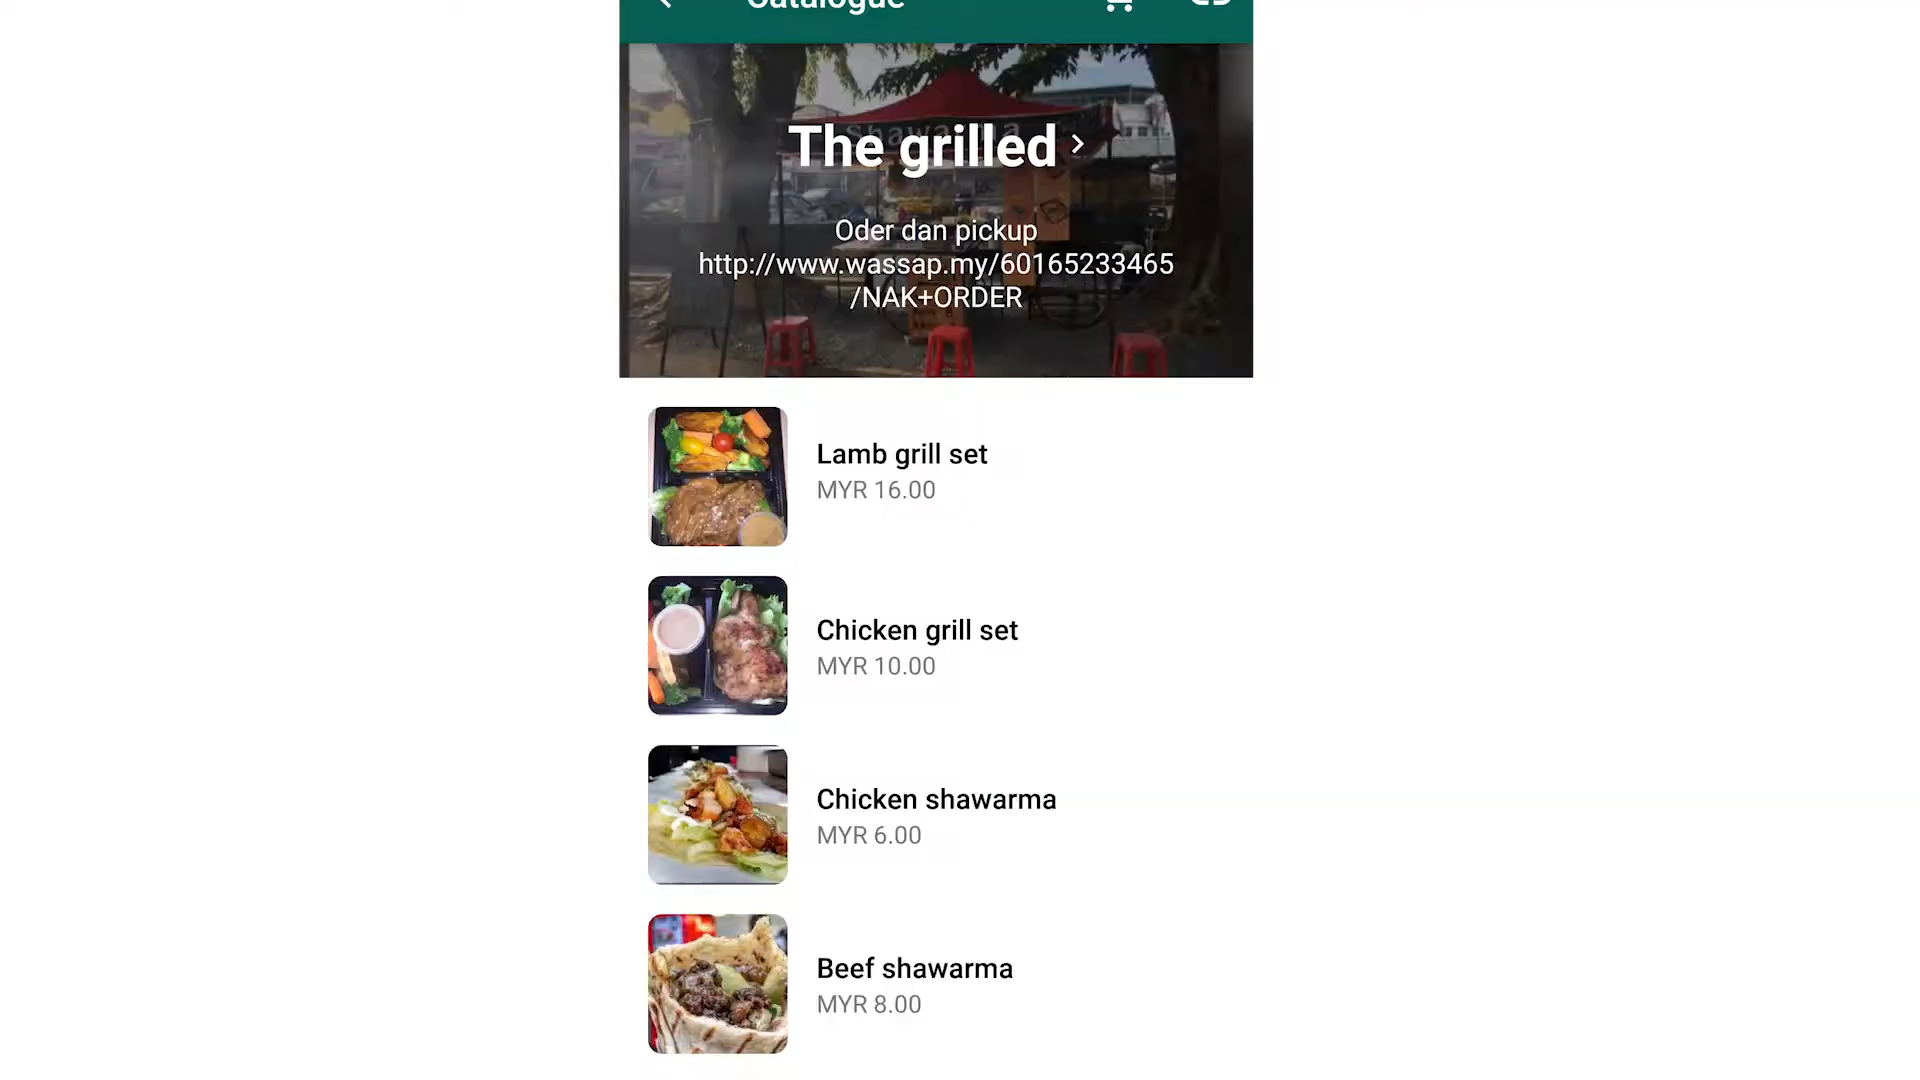 Catalogue
The grilled
Oder dan pickup
http://www.wassap.my/60165233465
/NAK+ORDER
Lamb grill set
MYR 16.00
Chicken grill set
MYR 10.00
Chicken shawarma
MYR 6.00
Beef shawarma
MYR 8.00